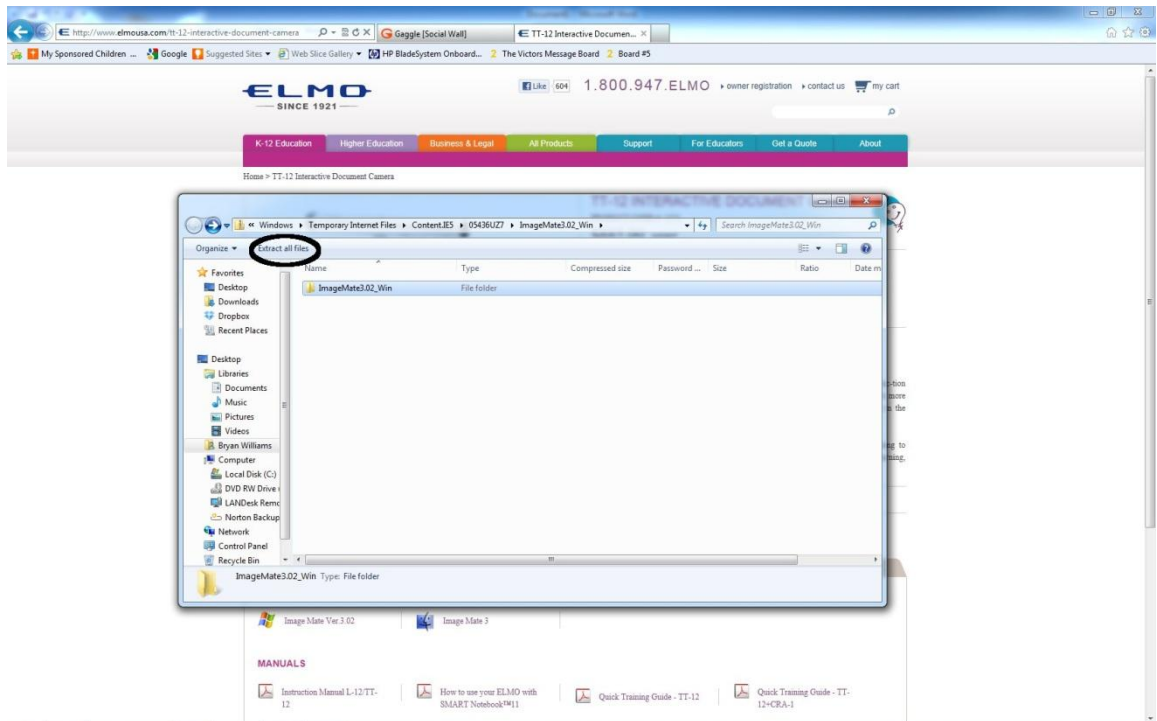 http://www.elmousa.com/tt-12-interactive-document-camera
Gaggle [Social Wall]
TT-12 Interactive Documen...
My Sponsored Children ...
Google
Suggested Sites
Web Slice Gallery
HP BladeSystem Onboard...
The Victors Message Board
Board #5
ELMO
SINCE 1921
Like 604
1.800.947.ELMO
owner registration
contact us
my cart
K-12 Education
Higher Education
Business & Legal
All Products
Support
For Educators
Get a Quote
About
Home > TT-12 Interactive Document Camera
TT-12 INTERACTIVE DOCUMENT
« Windows ▸ Temporary Internet Files ▸ Content.IE5 ▸ 05436UZ7 ▸ ImageMate3.02_Win ▸
Search ImageMate3.02_Win
Organize
Extract all files
Name
Type
Compressed size
Password ...
Size
Ratio
Date m
ImageMate3.02_Win
File folder
Favorites
Desktop
Downloads
Dropbox
Recent Places
Desktop
Libraries
Documents
Music
Pictures
Videos
Bryan Williams
Computer
Local Disk (C:)
DVD RW Drive
LANDesk Remo
Norton Backup
Network
Control Panel
Recycle Bin
-tion
more
the
to
ImageMate3.02_Win Type: File folder
Image Mate Ver.3.02
Image Mate 3
MANUALS
Instruction Manual L-12/TT-
12
How to use your ELMO with
SMART Notebook™11
Quick Training Guide - TT-12
Quick Training Guide - TT-
12+CRA-1